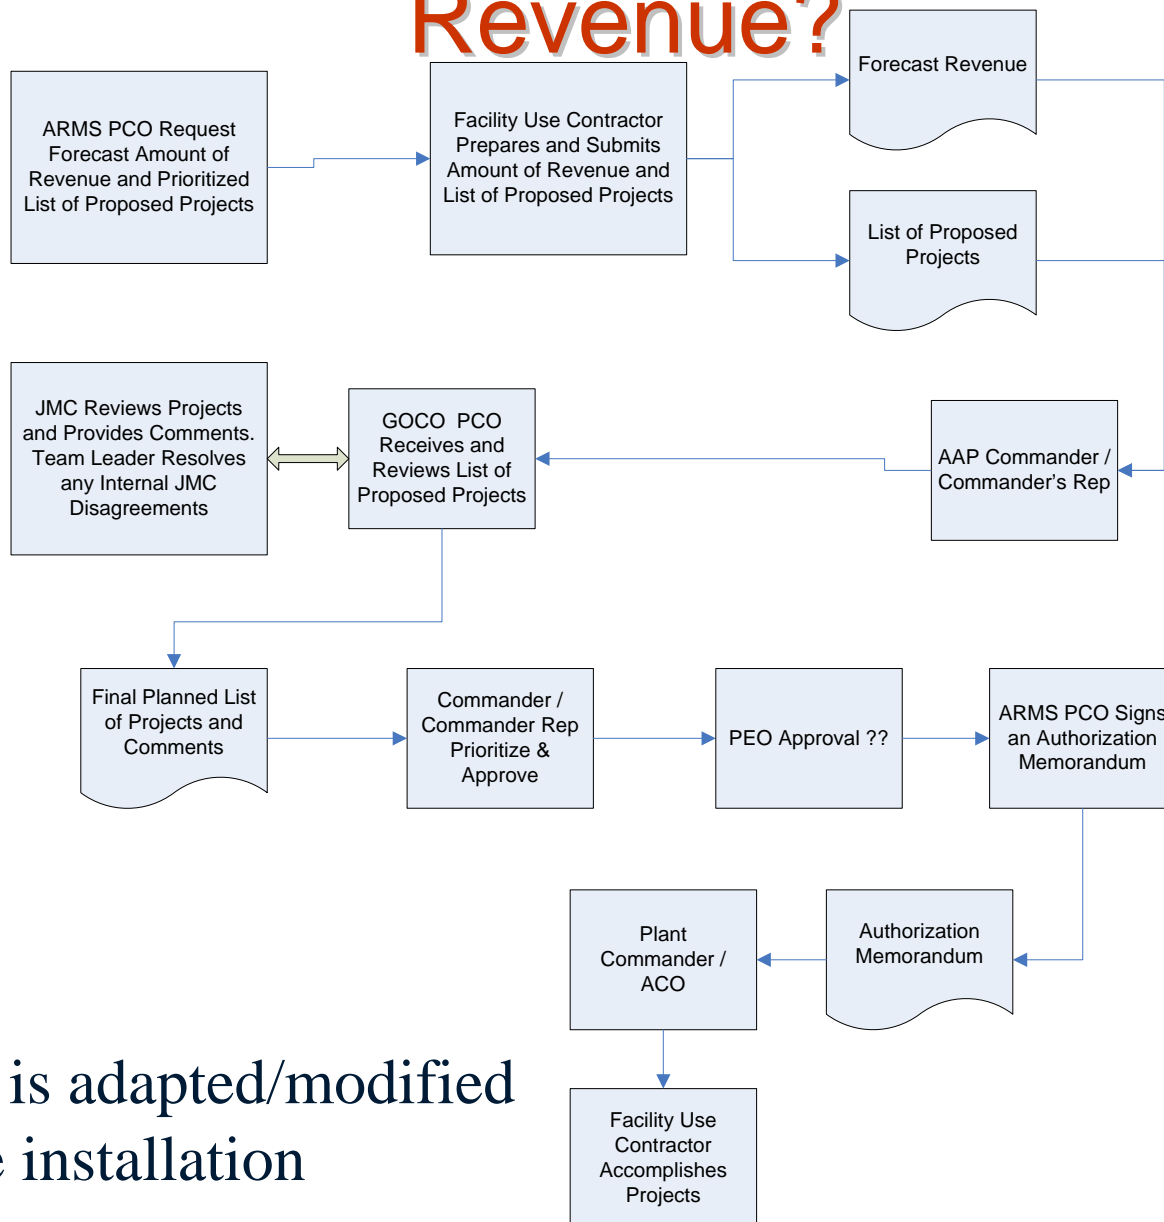 Revenue?
ARMS PCO Request
Forecast Amount of
Revenue and Prioritized
List of Proposed Projects
Facility Use Contractor
Prepares and Submits
Amount of Revenue and
List of Proposed Projects
Forecast Revenue
List of Proposed
Projects
JMC Reviews Projects
and Provides Comments.
Team Leader Resolves
any Internal JMC
Disagreements
GOCO PCO
Receives and
Reviews List of
Proposed Projects
AAP Commander /
Commander's Rep
Final Planned List
of Projects and
Comments
Commander /
Commander Rep
Prioritize &
Approve
PEO Approval ??
ARMS PCO Signs
an Authorization
Memorandum
Plant
Commander /
ACO
Authorization
Memorandum
Facility Use
Contractor
Accomplishes
Projects
is adapted/modified
installation